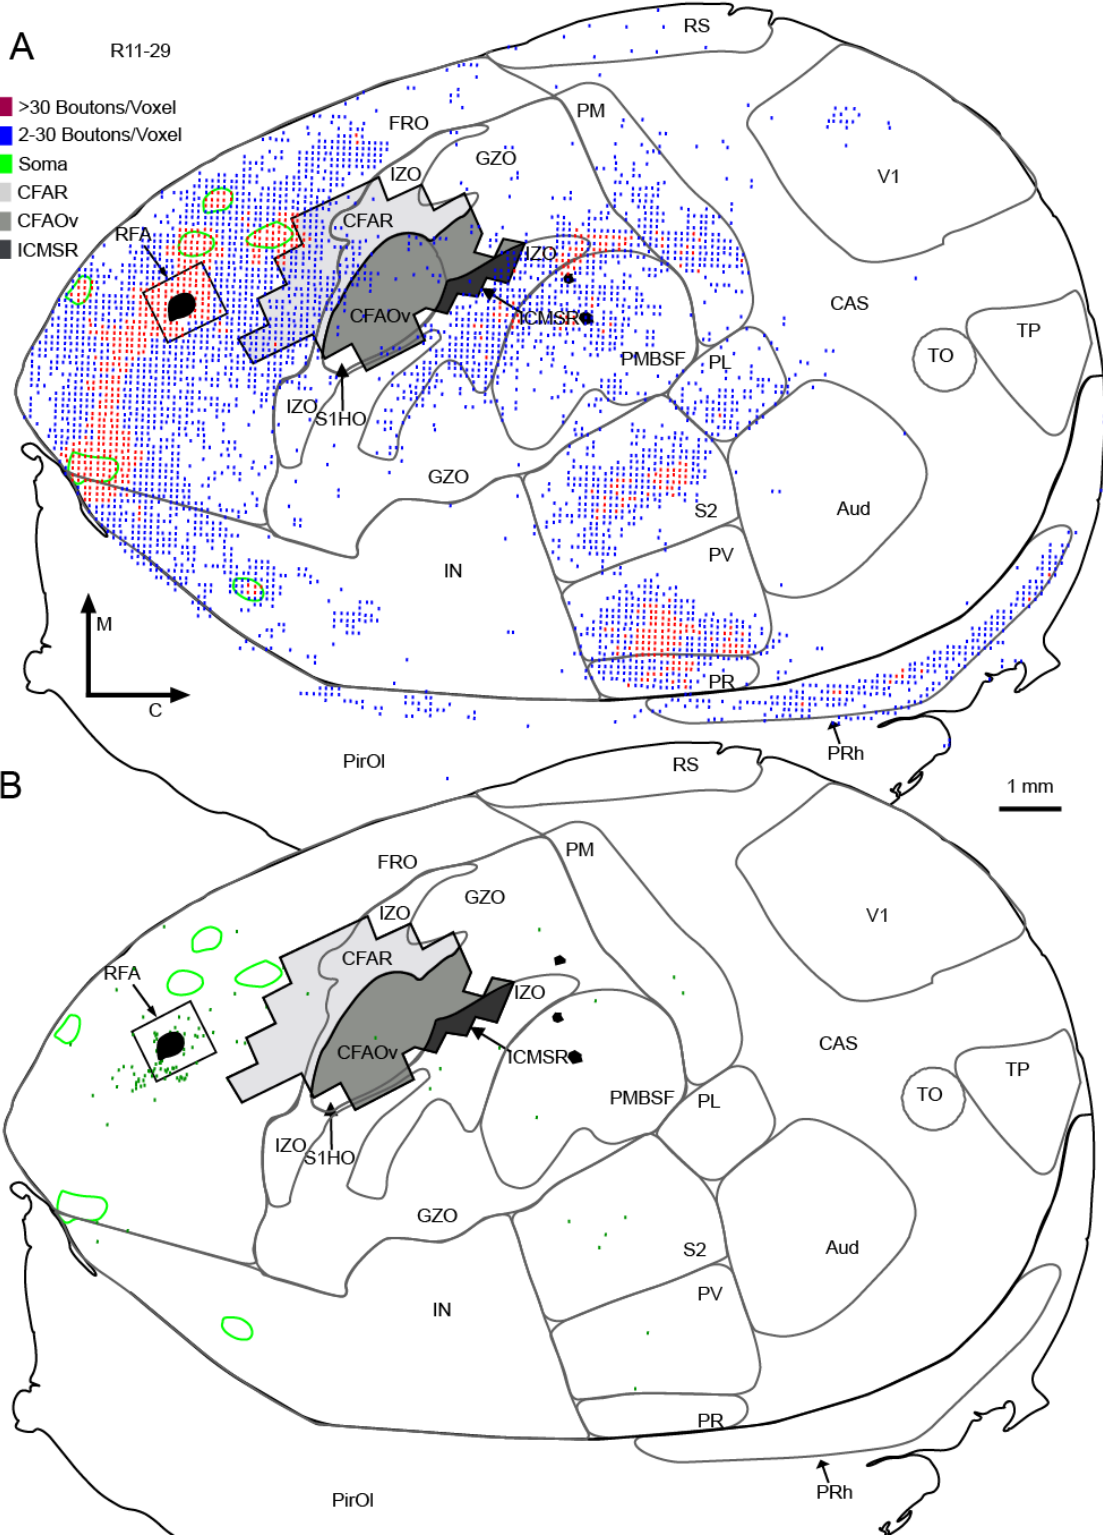 A
R11-29
>30 Boutons/Voxel
2-30 Boutons/Voxel
Soma
CFAR
CFAOv
ICMSR
RS
PM
FRO
GZO
IZO
V1
CFAR
RFA
IZO
CAS
CFAOv
ICMSR
TP
TO
PMBSF
PL
IZO
S1HO
GZO
S2
Aud
PV
IN
M
PR
C
PRh
PirOl
1 mm
B
RS
PM
FRO
GZO
IZO
V1
CFAR
RFA
IZO
CAS
CFAOv
ICMSR
TP
TO
PMBSF
PL
IZO
S1HO
GZO
S2
Aud
PV
IN
PR
PRh
PirOl